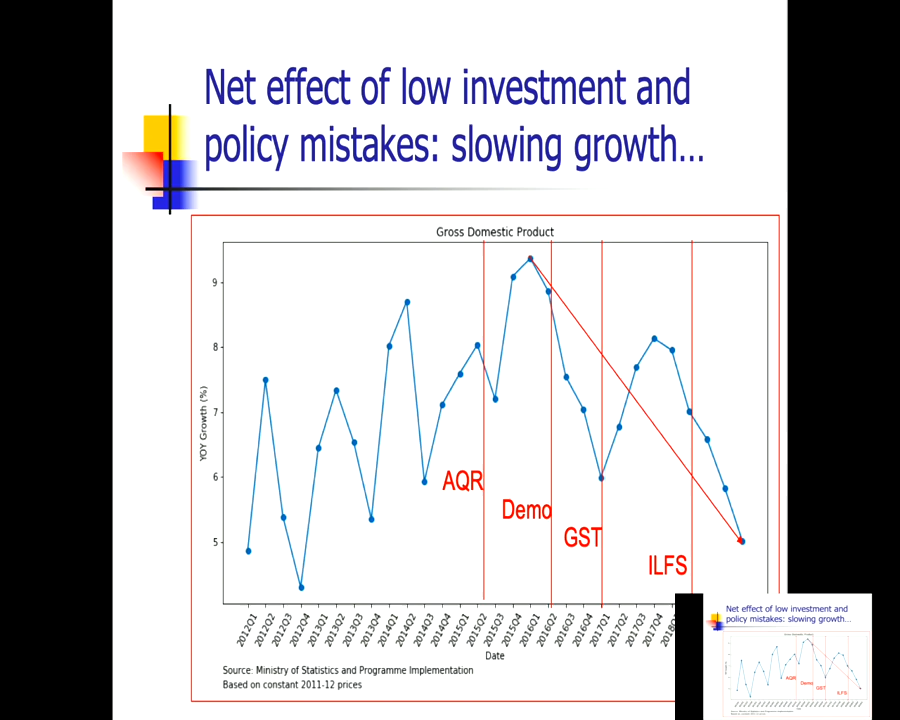 Net effect of low investment and
policy mistakes: slowing growth...
Gross Domestic Product
YOY Growth (%)
9
8
7
6
5
AQR
Demo
GST
ILFS
2012Q1
2012Q2
2012Q3
2012Q4
2013Q1
2013Q2
2013Q3
2013Q4
2014Q1
2014Q2
2014Q3
2014Q4
2015Q1
2015Q2
2015Q3
2015Q4
2016Q1
2016Q2
2016Q3
2016Q4
2017Q1
2017Q2
2017Q3
2017Q4
Date
Source: Ministry of Statistics and Programme Implementation
Based on constant 2011-12 prices
Net effect of low investment and
policy mistakes: slowing growth...
AQR
Demo
GST
ILFS